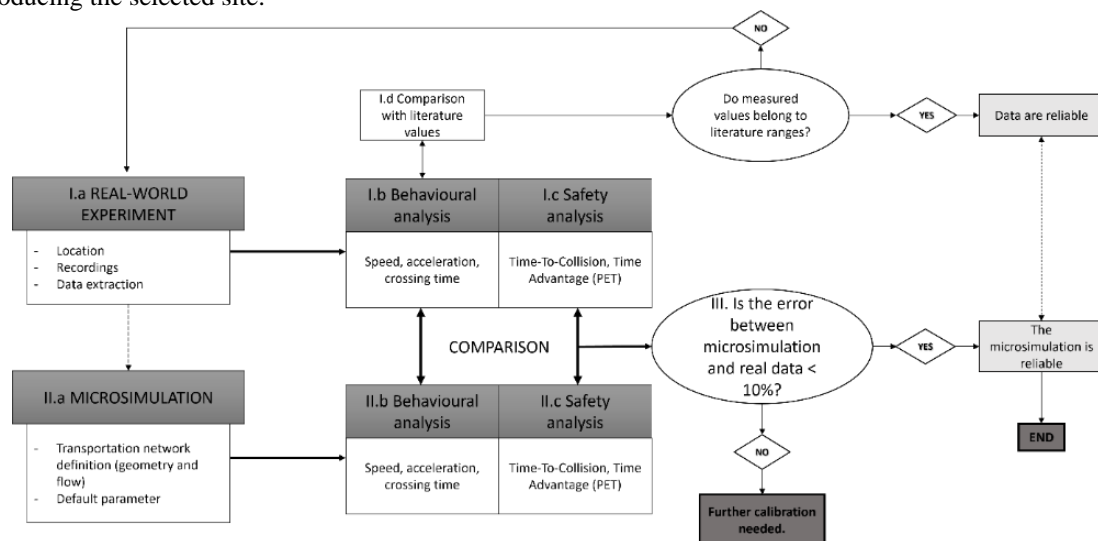 oducing the selected site.
NO
I.d Comparison
with literature
values
Do measured
values belong to
literature ranges?
YES
Data are reliable
I.a REAL-WORLD
EXPERIMENT
- Location
- Recordings
- Data extraction
I.b Behavioural
analysis
Speed, acceleration,
crossing time
I.c Safety
analysis
Time-To-Collision, Time
Advantage (PET)
COMPARISON
III. Is the error
between
microsimulation
and real data <
10%?
YES
The
microsimulation is
reliable
II.a MICROSIMULATION
- Transportation network
definition (geometry and
flow)
- Default parameter
II.b Behavioural
analysis
Speed, acceleration,
crossing time
II.c Safety
analysis
Time-To-Collision, Time
Advantage (PET)
NO
END
Further calibration
needed.